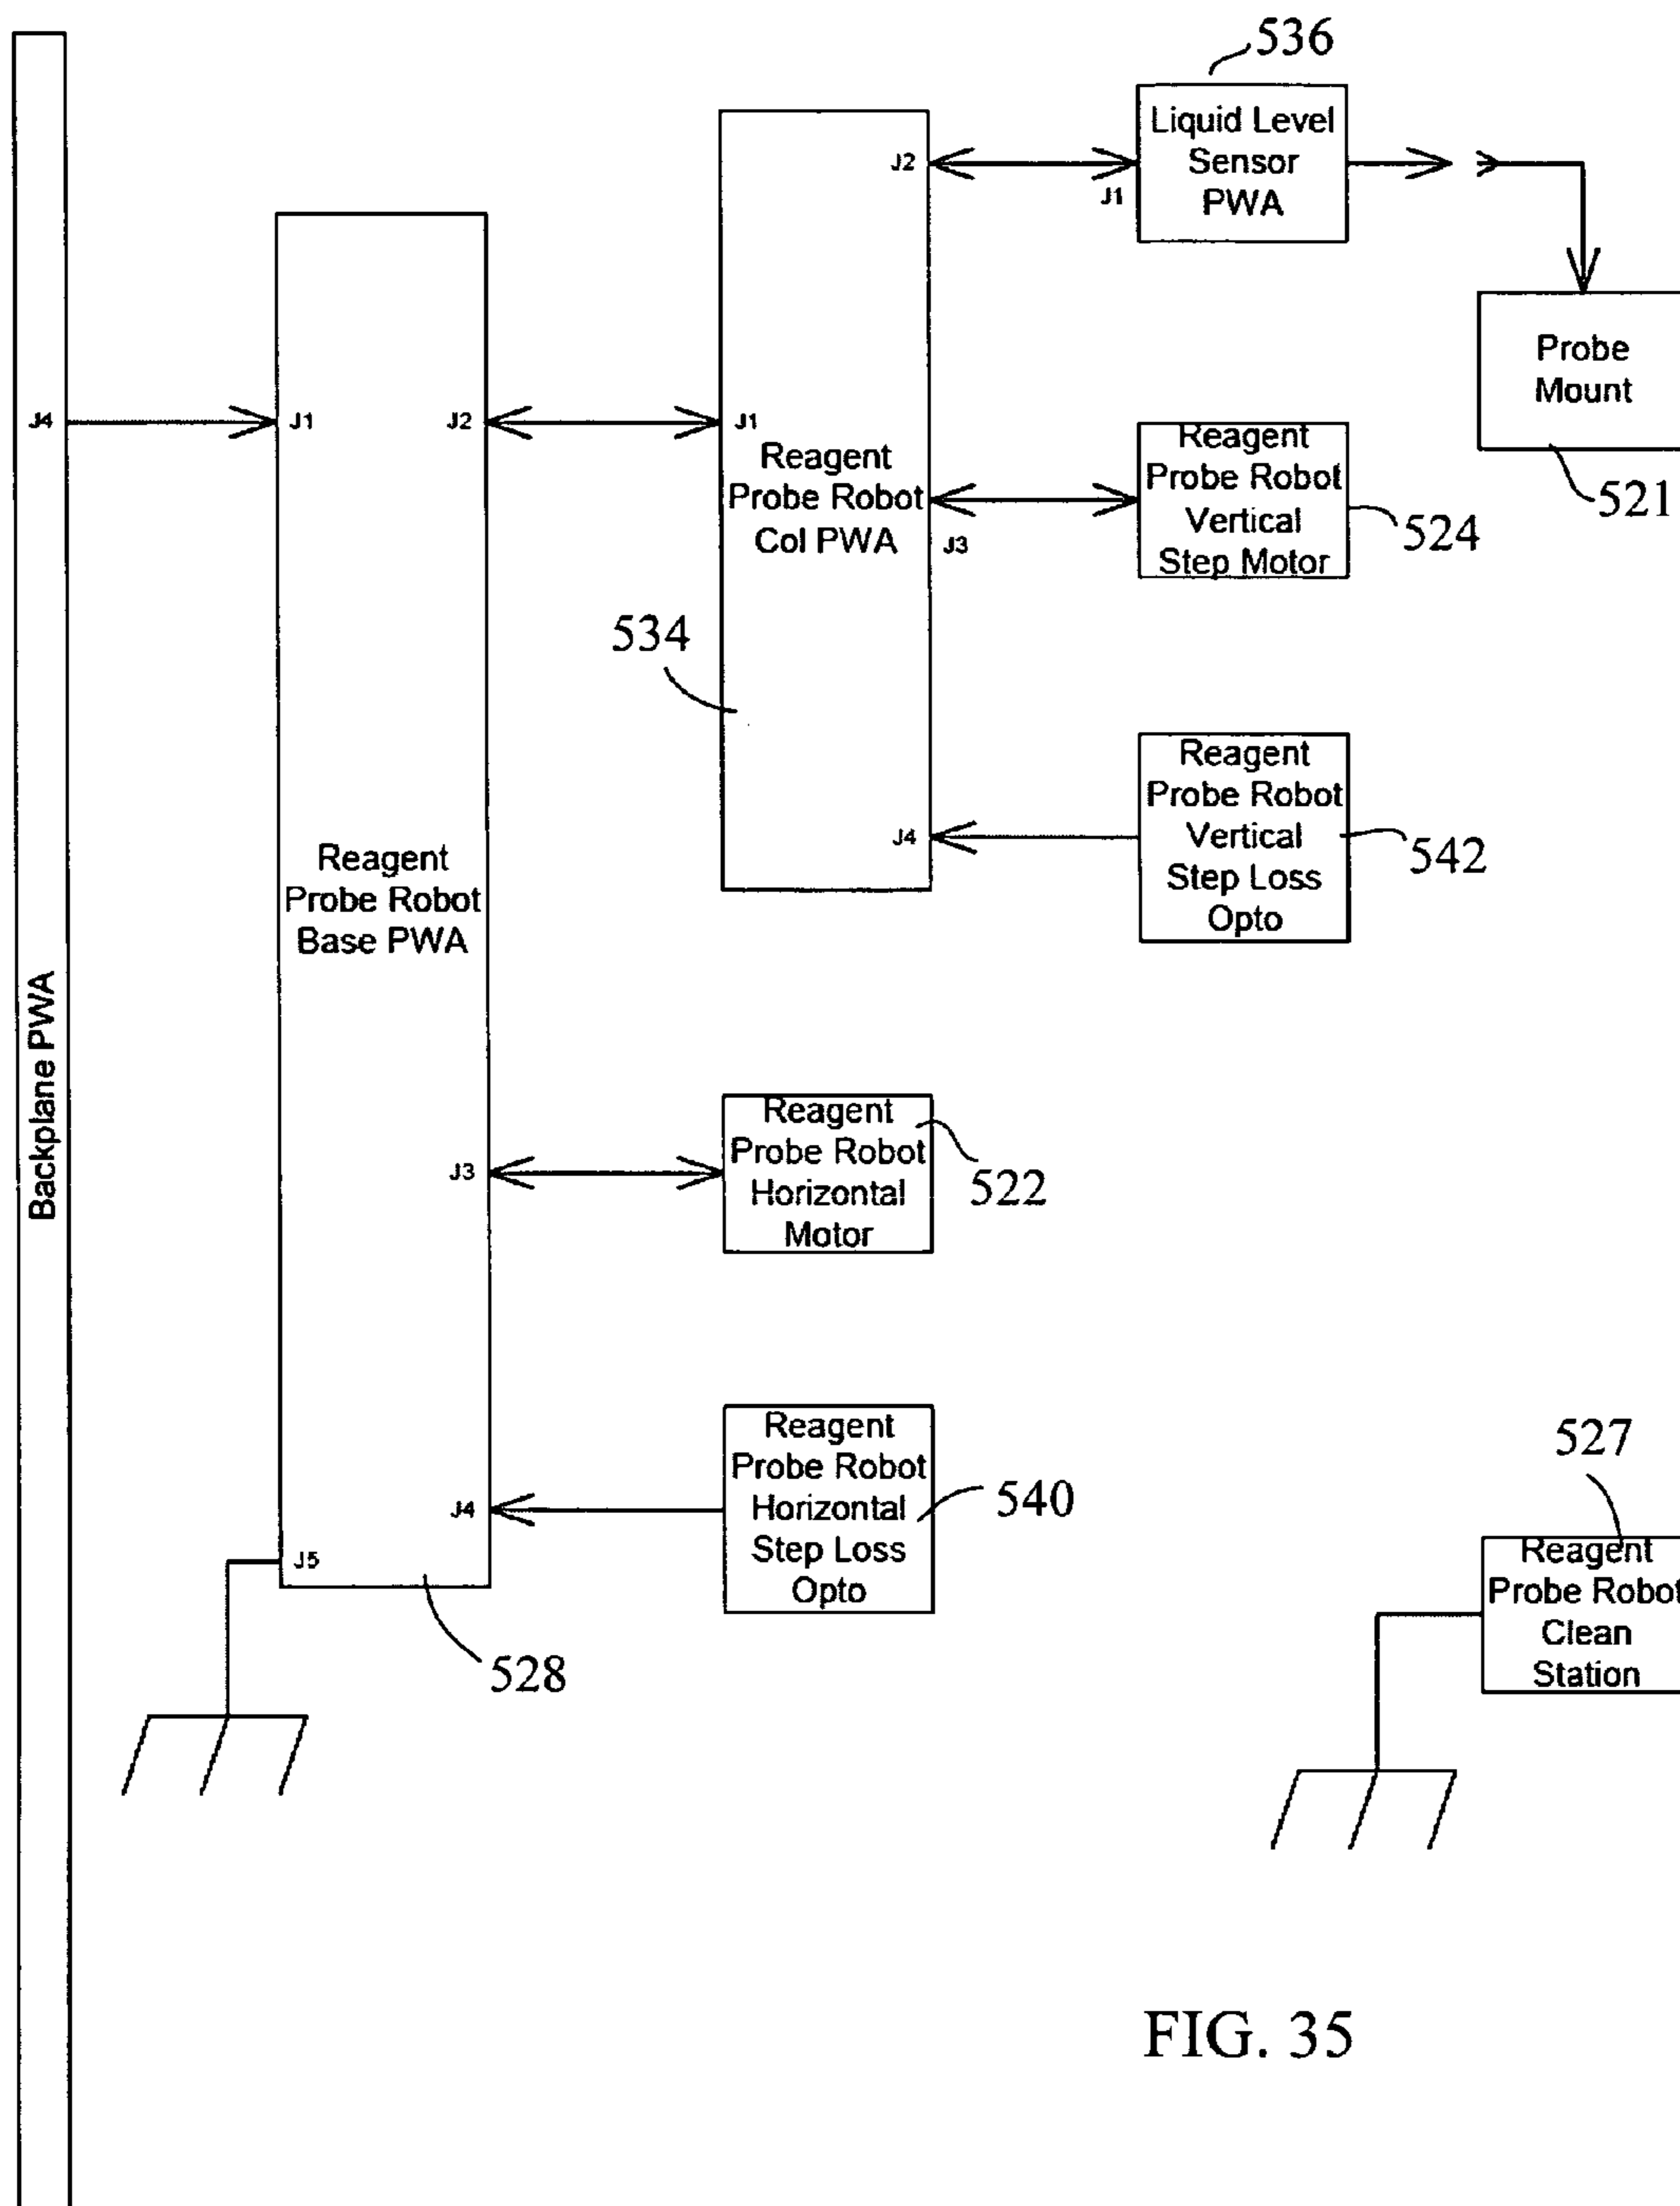 536
Liquid Level
Sensor
PWA
J2
J1
Probe
Mount
521
J4
J1
J2
J1
Reagent
Probe Robot
Col PWA
J3
Reagent
Probe Robot
Vertical
Step Motor
524
534
Reagent
Probe Robot
Vertical
Step Loss
Opto
J4
542
Reagent
Probe Robot
Base PWA
Backplane PWA
Reagent
Probe Robot
Horizontal
Motor
J3
522
Reagent
Probe Robot
Horizontal
Step Loss
Opto
J4
540
J5
528
527
Reagent
Probe Robot
Clean
Station
FIG. 35